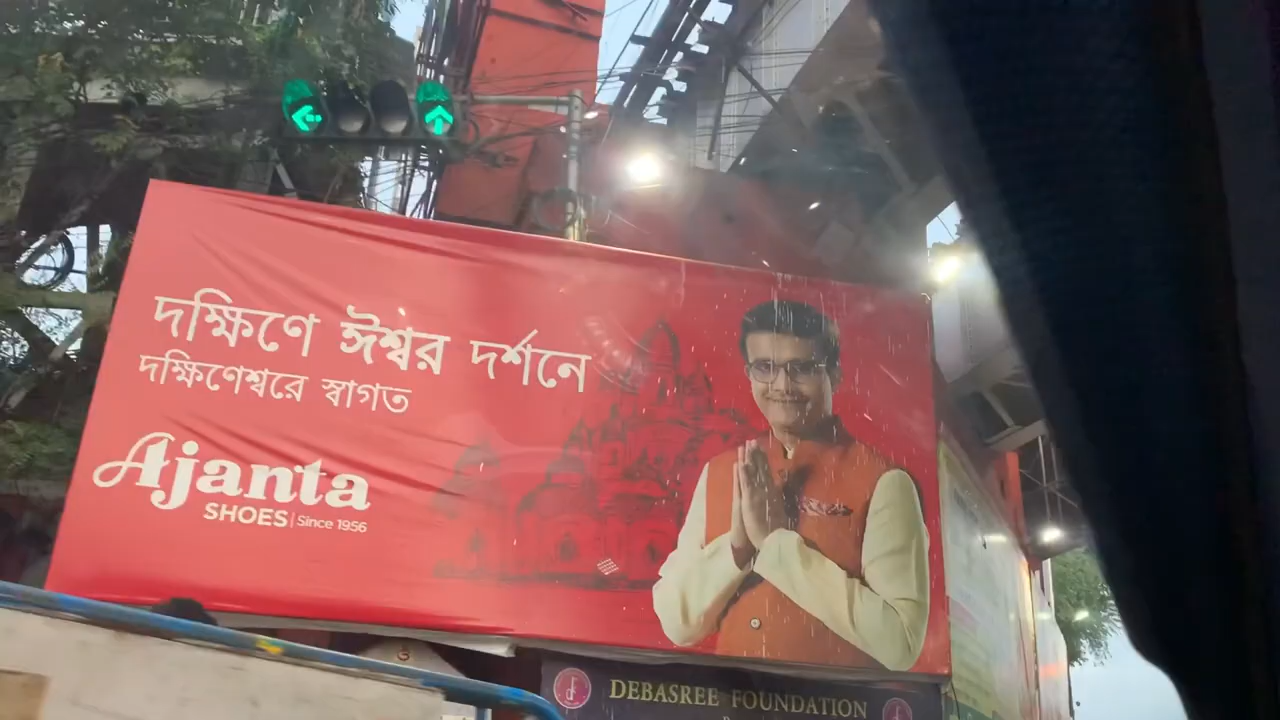 দক্ষিণে ঈশ্বর দর্শনে
দক্ষিণেশ্বরে স্বাগত
Ajanta
SHOES | Since 1956
DEBASREE FOUNDATION